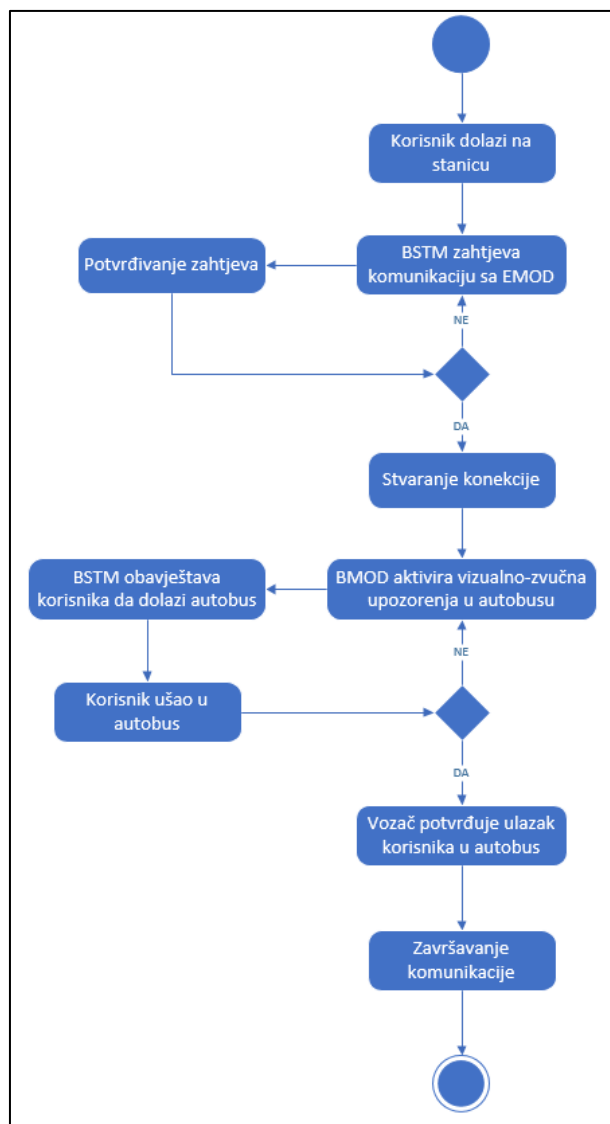 Korisnik dolazi na
stanicu
BSTM zahtjeva
komunikaciju sa EMOD
Potvrđivanje zahtjeva
NE
DA
Stvaranje konekcije
BMOD aktivira vizualno-zvučna
upozorenja u autobusu
BSTM obavještava
korisnika da dolazi autobus
Korisnik ušao u
autobus
NE
DA
Vozač potvrđuje ulazak
korisnika u autobus
Završavanje
komunikacije